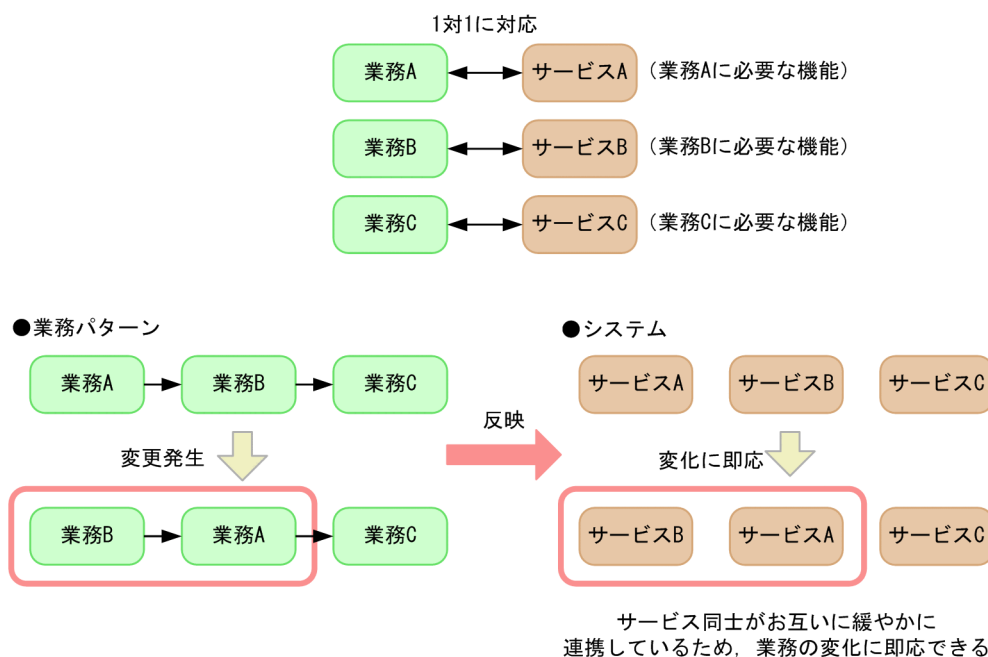 1対1に対応
業務A
サービスA
（業務Aに必要な機能）
業務B
サービスB
（業務Bに必要な機能）
業務C
サービスC
（業務Cに必要な機能）
●業務パターン
業務A
業務B
業務C
変更発生
業務B
業務A
業務C
反映
●システム
サービスA
サービスB
サービスC
変化に即応
サービスB
サービスA
サービスC
サービス同士がお互いに緩やかに
連携しているため，業務の変化に即応できる